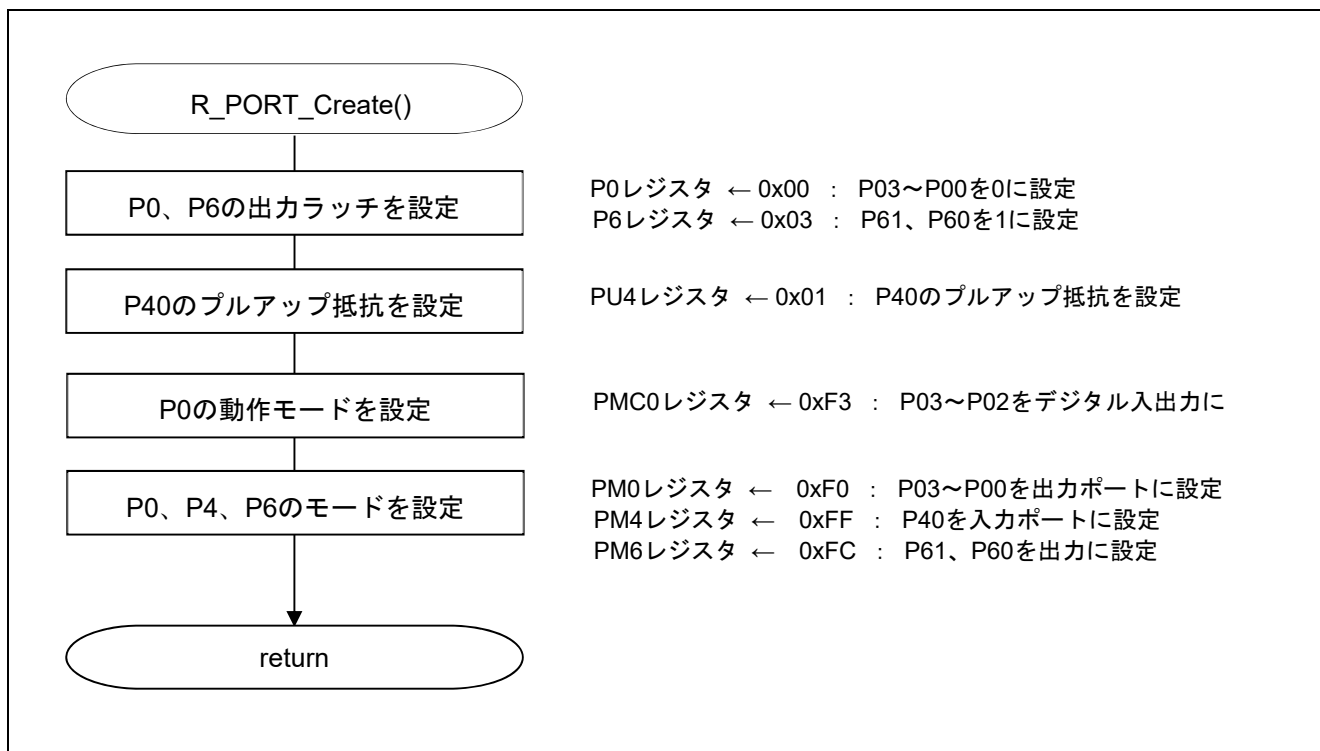 R_PORT_Create()
P0、P6の出力ラッチを設定
P0レジスタ ← 0x00 : P03～P00を0に設定
P6レジスタ ← 0x03 : P61、P60を1に設定
P40のプルアップ抵抗を設定
PU4レジスタ ← 0x01 : P40のプルアップ抵抗を設定
P0の動作モードを設定
PMC0レジスタ ← 0xF3 : P03～P02をデジタル入出力に
P0、P4、P6のモードを設定
PM0レジスタ ← 0xF0 : P03～P00を出力ポートに設定
PM4レジスタ ← 0xFF : P40を入力ポートに設定
PM6レジスタ ← 0xFC : P61、P60を出力に設定
return